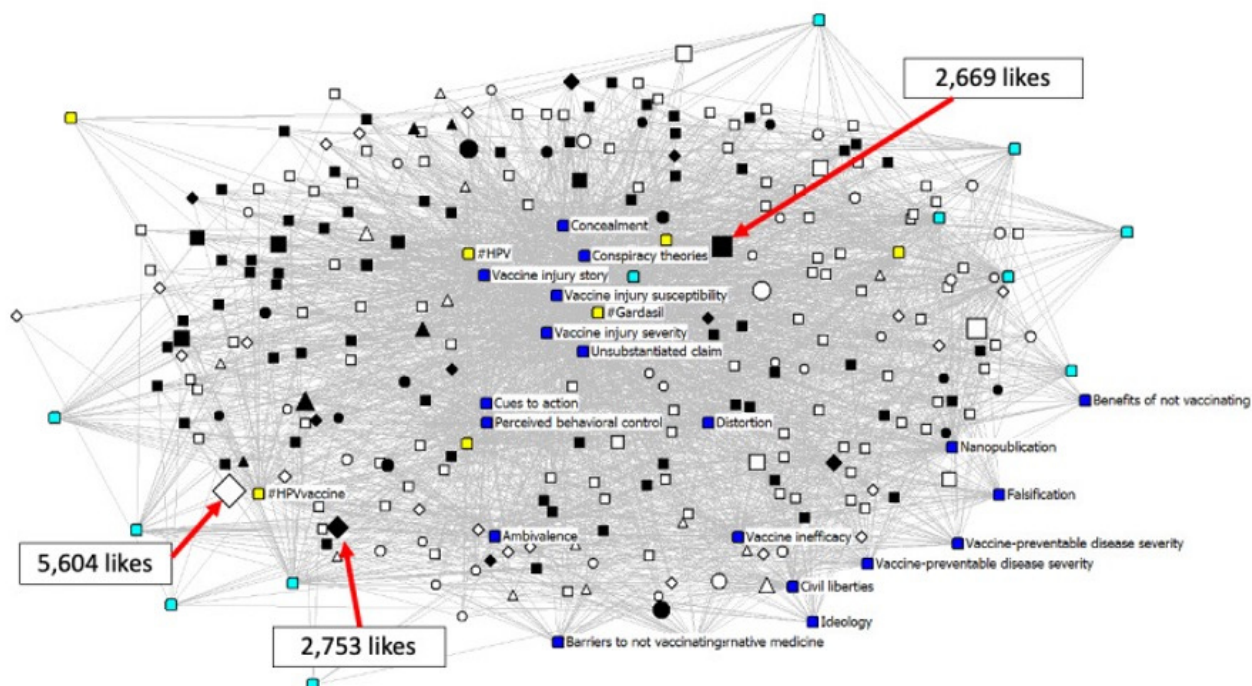 2,669 likes
Concealment
#HPV
Conspiracy theories
Vaccine injury story
Vaccine injury susceptibility
#Gardasil
Vaccine injury severity
Unsubstantiated claim
Benefits of not vaccinating
Cues to action
Perceived behavioral control
Distortion
Nanopublication
#HPVvaccine
Falsification
Ambivalence
Vaccine inefficacy
Vaccine-preventable disease severity
5,604 likes
Vaccine-preventable disease severity
Civil liberties
Ideology
2,753 likes
Barriers to not vaccinating
medicine